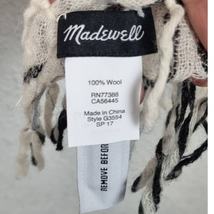 Madewell
100% Wool
RN77388
CA56445
Made in China
Style G3554
SP 17
REMOVE BEFOR